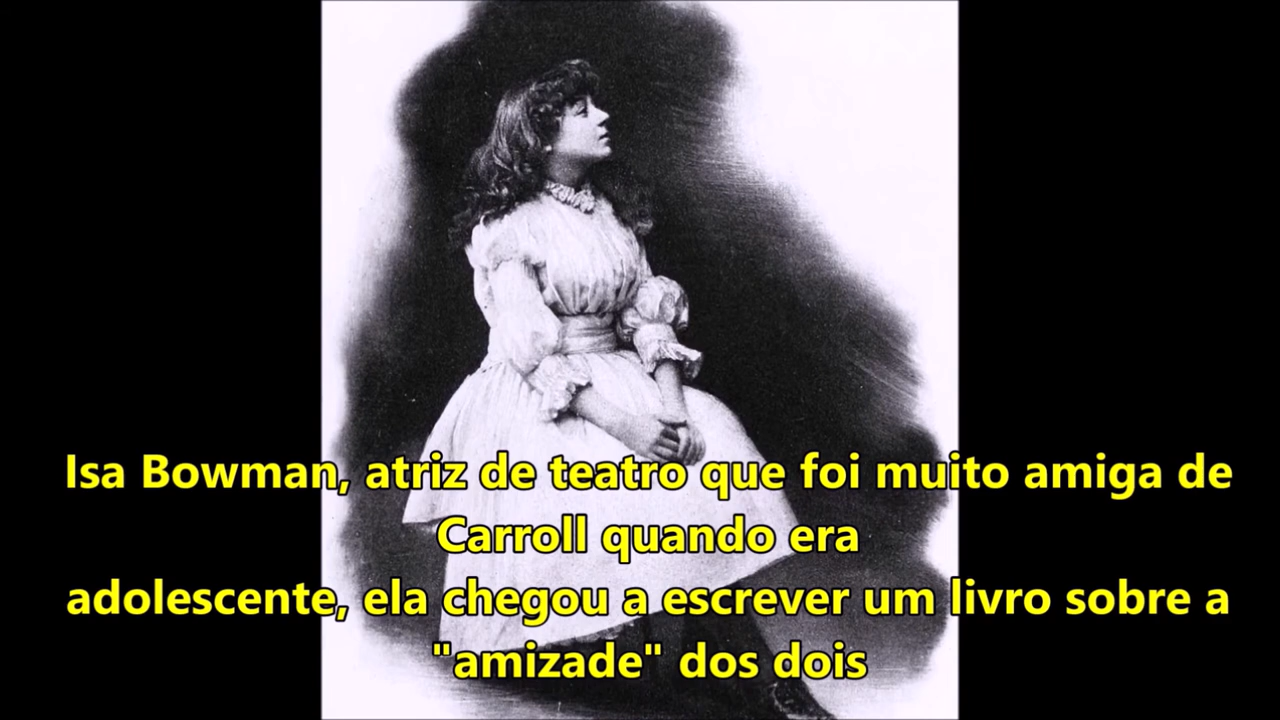 Isa Bowman, atriz de teatro que foi muito amiga de
Carroll quando era
adolescente, ela chegou a escrever um livro sobre a
"amizade" dos dois